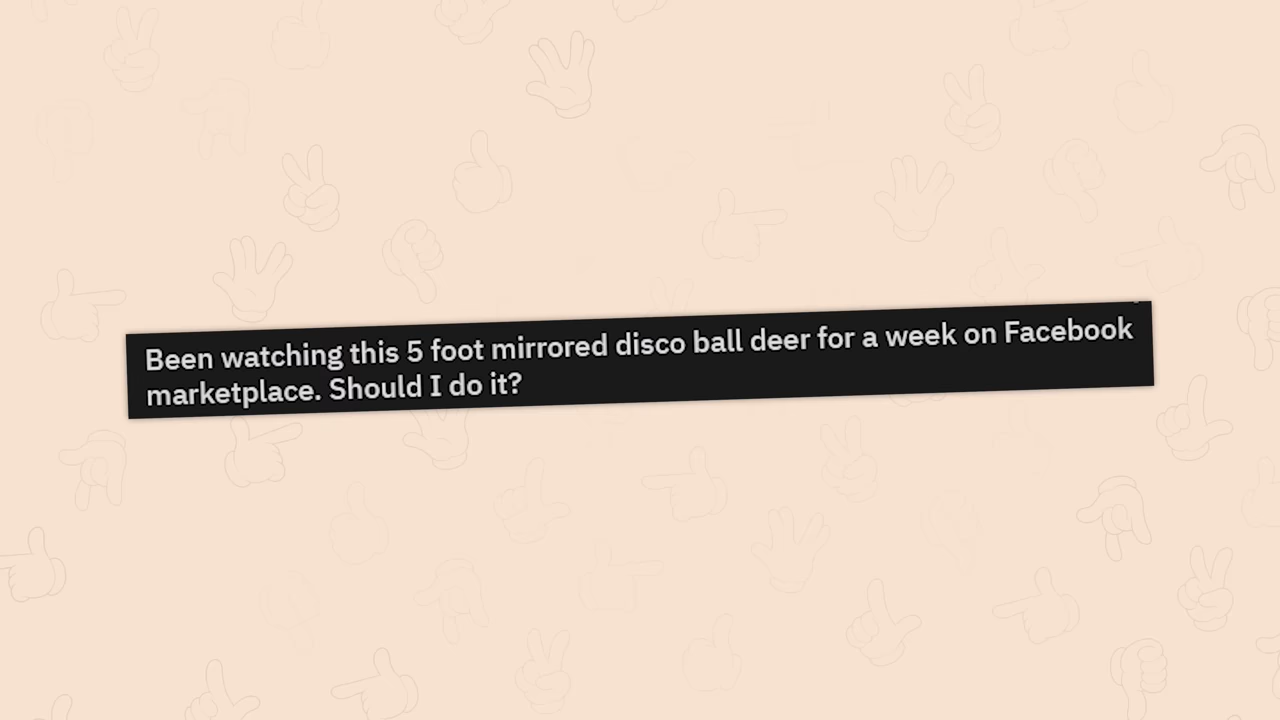 Been watching this 5 foot mirrored disco ball deer for a week on Facebook
marketplace. Should I do it?